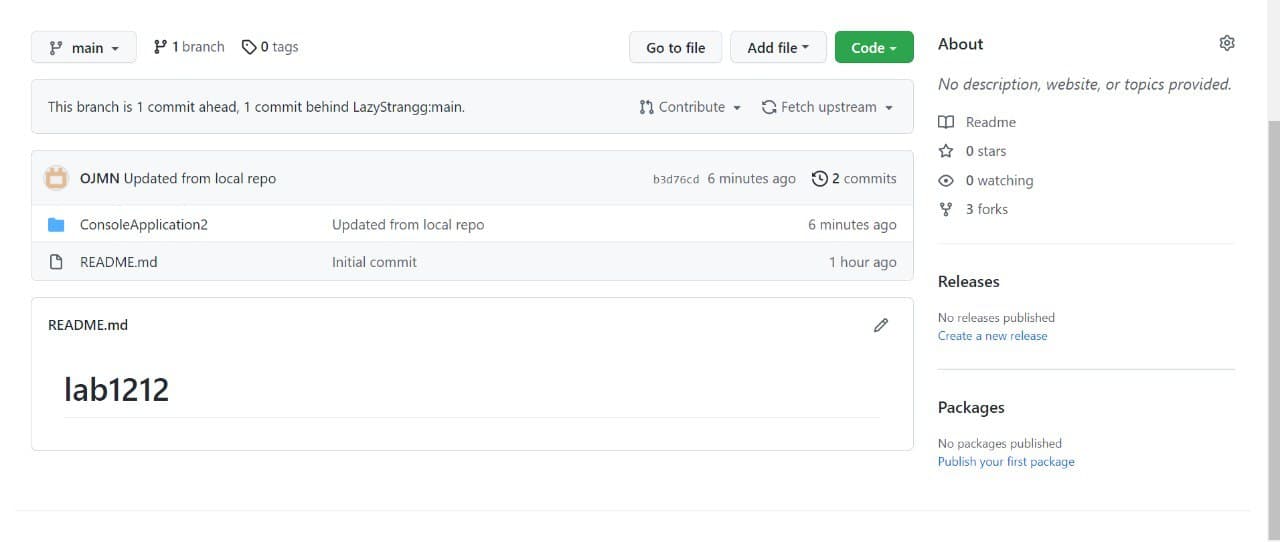 main 1 branch 0 tags Go to file Add file Code
This branch is 1 commit ahead, 1 commit behind LazyStrangg:main. Contribute Fetch upstream
OJMN Updated from local repo b3d76cd 6 minutes ago 2 commits
ConsoleApplication2 Updated from local repo 6 minutes ago
README.md Initial commit 1 hour ago
README.md
lab1212
About
No description, website, or topics provided.
Readme
0 stars
0 watching
3 forks
Releases
No releases published
Create a new release
Packages
No packages published
Publish your first package